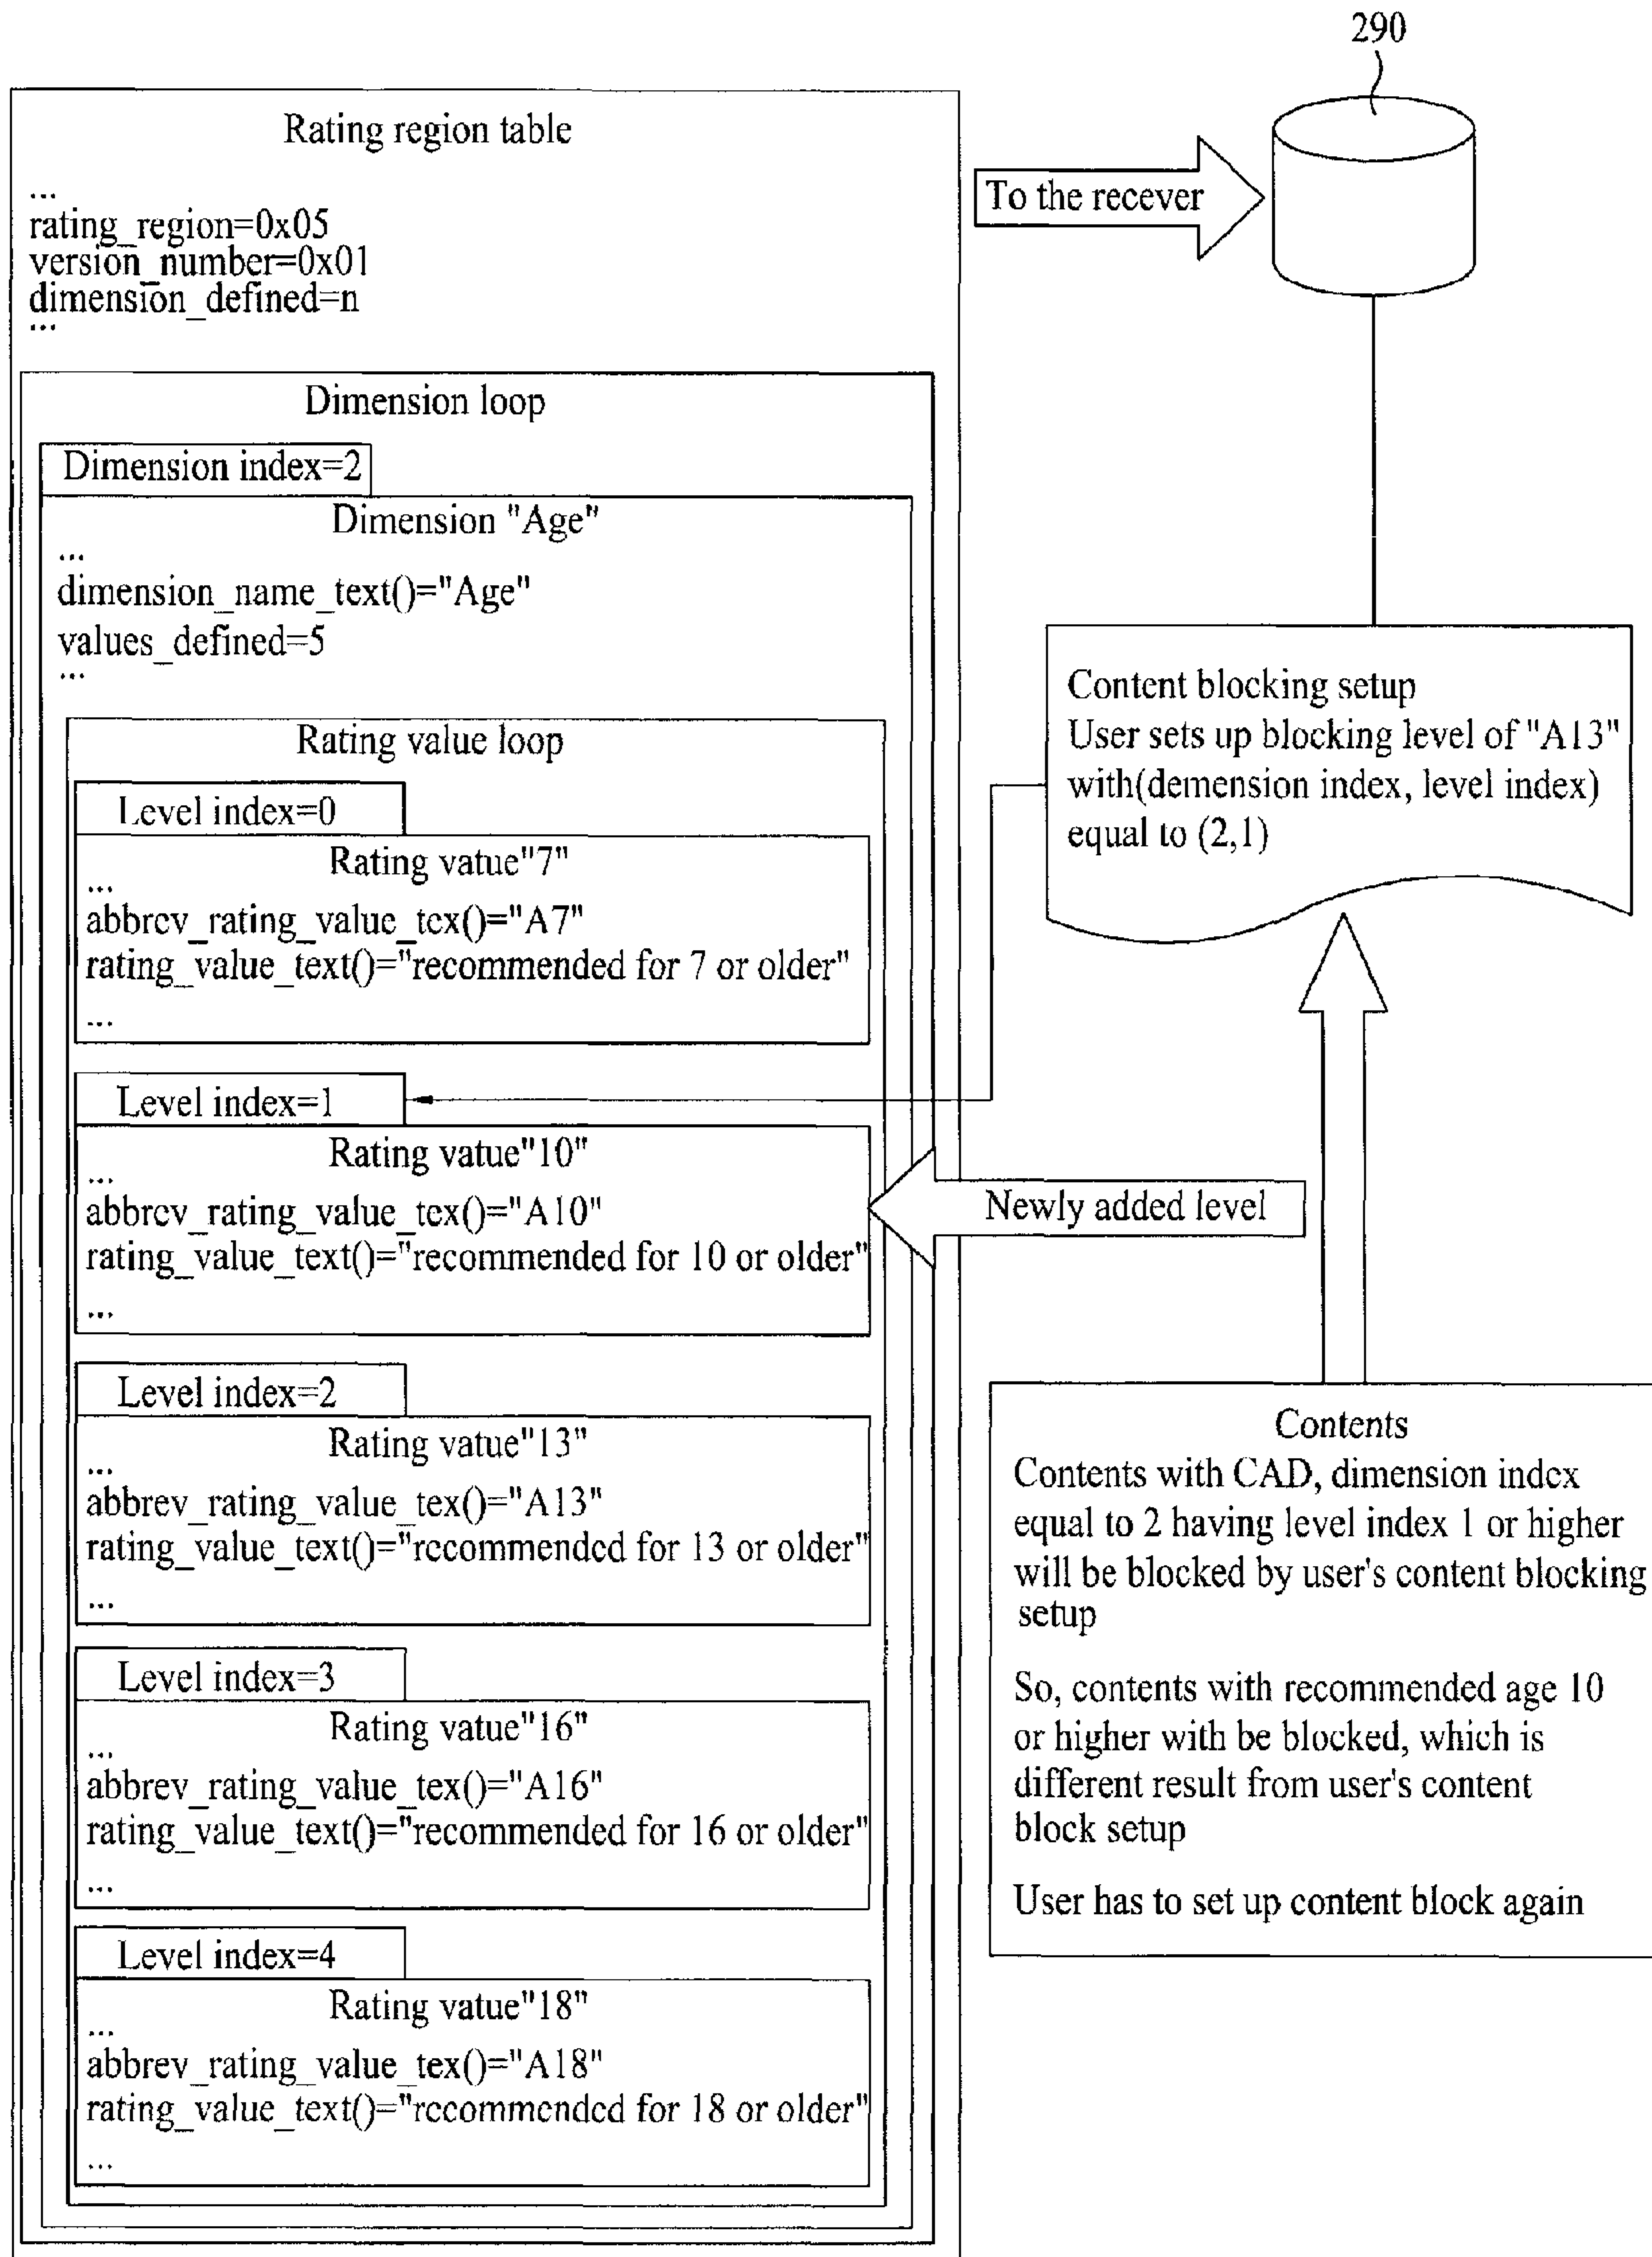 290
Rating region table
...
rating_region=0x05
version_number=0x01
dimension_defined=n
...
To the recever
Dimension loop
Dimension index=2
Dimension "Age"
...
dimension_name_text()="Age"
values_defined=5
...
Rating value loop
Level index=0
Rating vatue"7"
...
abbrev_rating_value_tex()="A7"
rating_value_text()="recommended for 7 or older"
...
Level index=1
Rating vatue"10"
...
abbrev_rating_value_tex()="A10"
rating_value_text()="recommended for 10 or older"
...
Level index=2
Rating vatue"13"
...
abbrev_rating_value_tex()="A13"
rating_value_text()="recommended for 13 or older"
...
Level index=3
Rating vatue"16"
...
abbrev_rating_value_tex()="A16"
rating_value_text()="recommended for 16 or older"
...
Level index=4
Rating vatue"18"
...
abbrev_rating_value_tex()="A18"
rating_value_text()="recommended for 18 or older"
...
Content blocking setup
User sets up blocking level of "A13"
with(demension index, level index)
equal to (2,1)
Newly added level
Contents
Contents with CAD, dimension index
equal to 2 having level index 1 or higher
will be blocked by user's content blocking
setup
So, contents with recommended age 10
or higher with be blocked, which is
different result from user's content
block setup
User has to set up content block again